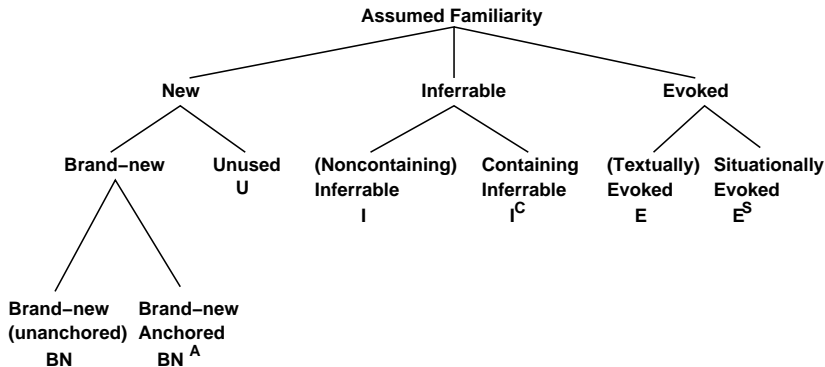 Assumed Familiarity
New Inferrable Evoked
Brand−new Unused (Noncontaining) Containing (Textually) Situationally
U Inferrable Inferrable Evoked Evoked
I I^C E E^S
Brand−new Brand−new
(unanchored) Anchored
BN BN^A